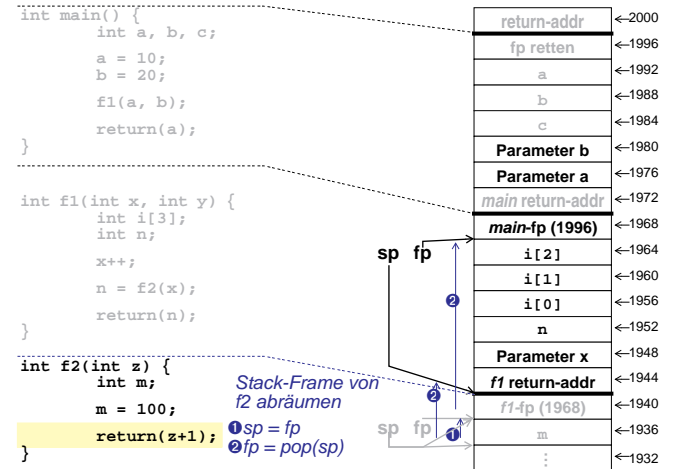 int main() {
int a, b, c;
a = 10;
b = 20;
f1(a, b);
return(a);
}
int f1(int x, int y) {
int i[3];
int n;
x++;
n = f2(x);
return(n);
}
int f2(int z) {
int m;
m = 100;
return(z+1);
}
Stack-Frame von
f2 abräumen
❶sp = fp
❷fp = pop(sp)
sp fp
❷
❷
sp fp
❶
return-addr ←2000
fp retten ←1996
a ←1992
b ←1988
c ←1984
Parameter b ←1980
Parameter a ←1976
main return-addr ←1972
main-fp (1996) ←1968
i[2] ←1964
i[1] ←1960
i[0] ←1956
n ←1952
Parameter x ←1948
f1 return-addr ←1944
f1-fp (1968) ←1940
m ←1936
⋮ ←1932